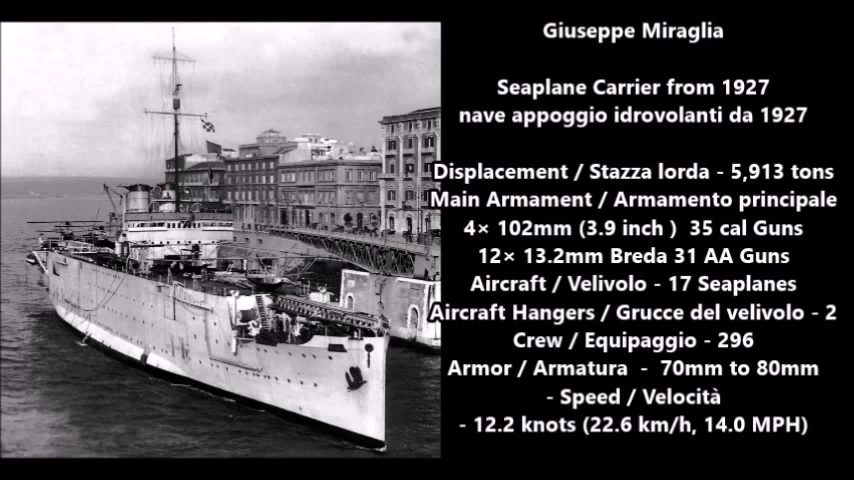 Giuseppe Miraglia
Seaplane Carrier from 1927
nave appoggio idrovolanti da 1927
Displacement / Stazza lorda - 5,913 tons
Main Armament / Armamento principale
4× 102mm (3.9 inch )  35 cal Guns
12× 13.2mm Breda 31 AA Guns
Aircraft / Velivolo - 17 Seaplanes
Aircraft Hangers / Grucce del velivolo - 2
Crew / Equipaggio - 296
Armor / Armatura  -  70mm to 80mm
- Speed / Velocità
- 12.2 knots (22.6 km/h, 14.0 MPH)